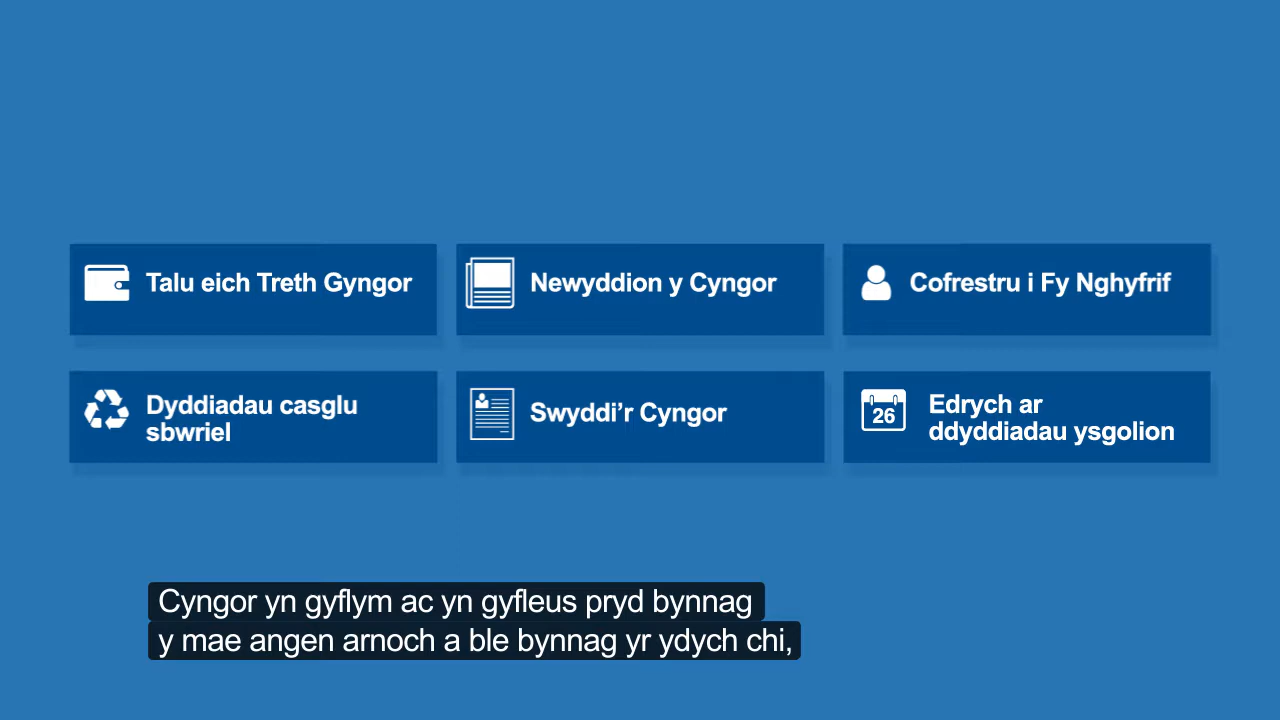 Talu eich Treth Gyngor
Newyddion y Cyngor
Cofrestru i Fy Nghyfrif
Dyddiadau casglu
sbwriel
Swyddi’r Cyngor
26
Edrych ar
ddyddiadau ysgolion
Cyngor yn gyflym ac yn gyfleus pryd bynnag
y mae angen arnoch a ble bynnag yr ydych chi,